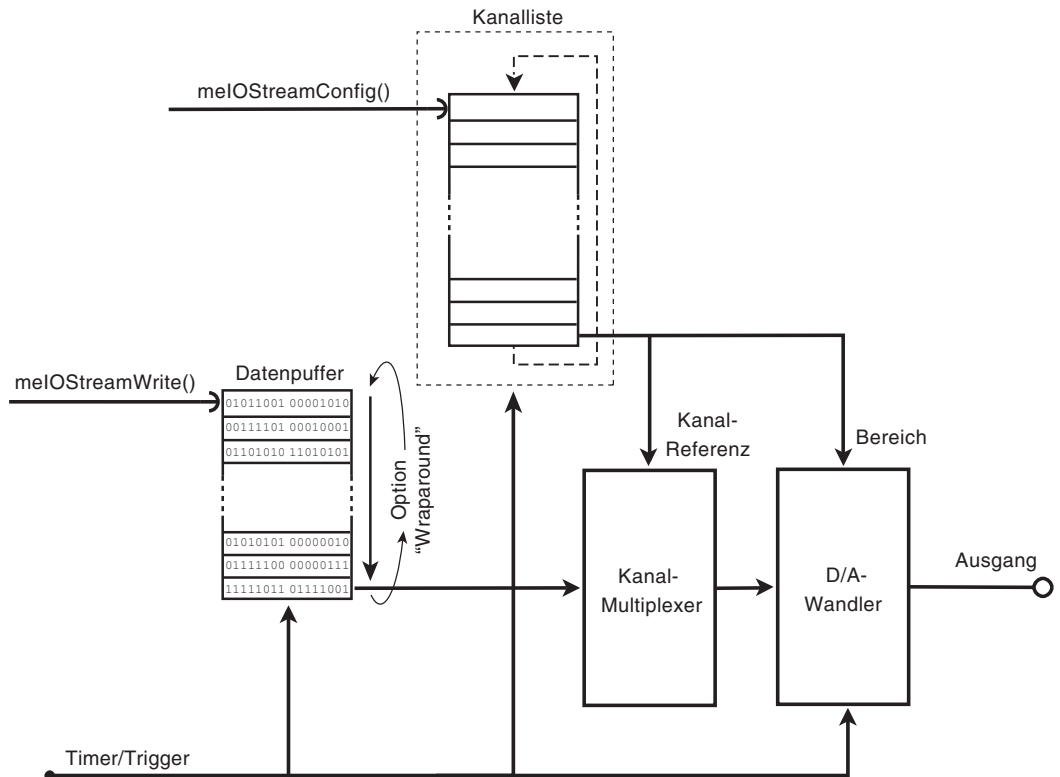 Kanalliste
meIOStreamConfig()
meIOStreamWrite()
Datenpuffer
01011001 00001010
00111101 00010001
01101010 11010101
01010101 00000010
01111100 00000111
11111011 01111001
Option
“Wraparound”
Kanal-
Referenz
Bereich
Kanal-
Multiplexer
D/A-
Wandler
Ausgang
Timer/Trigger